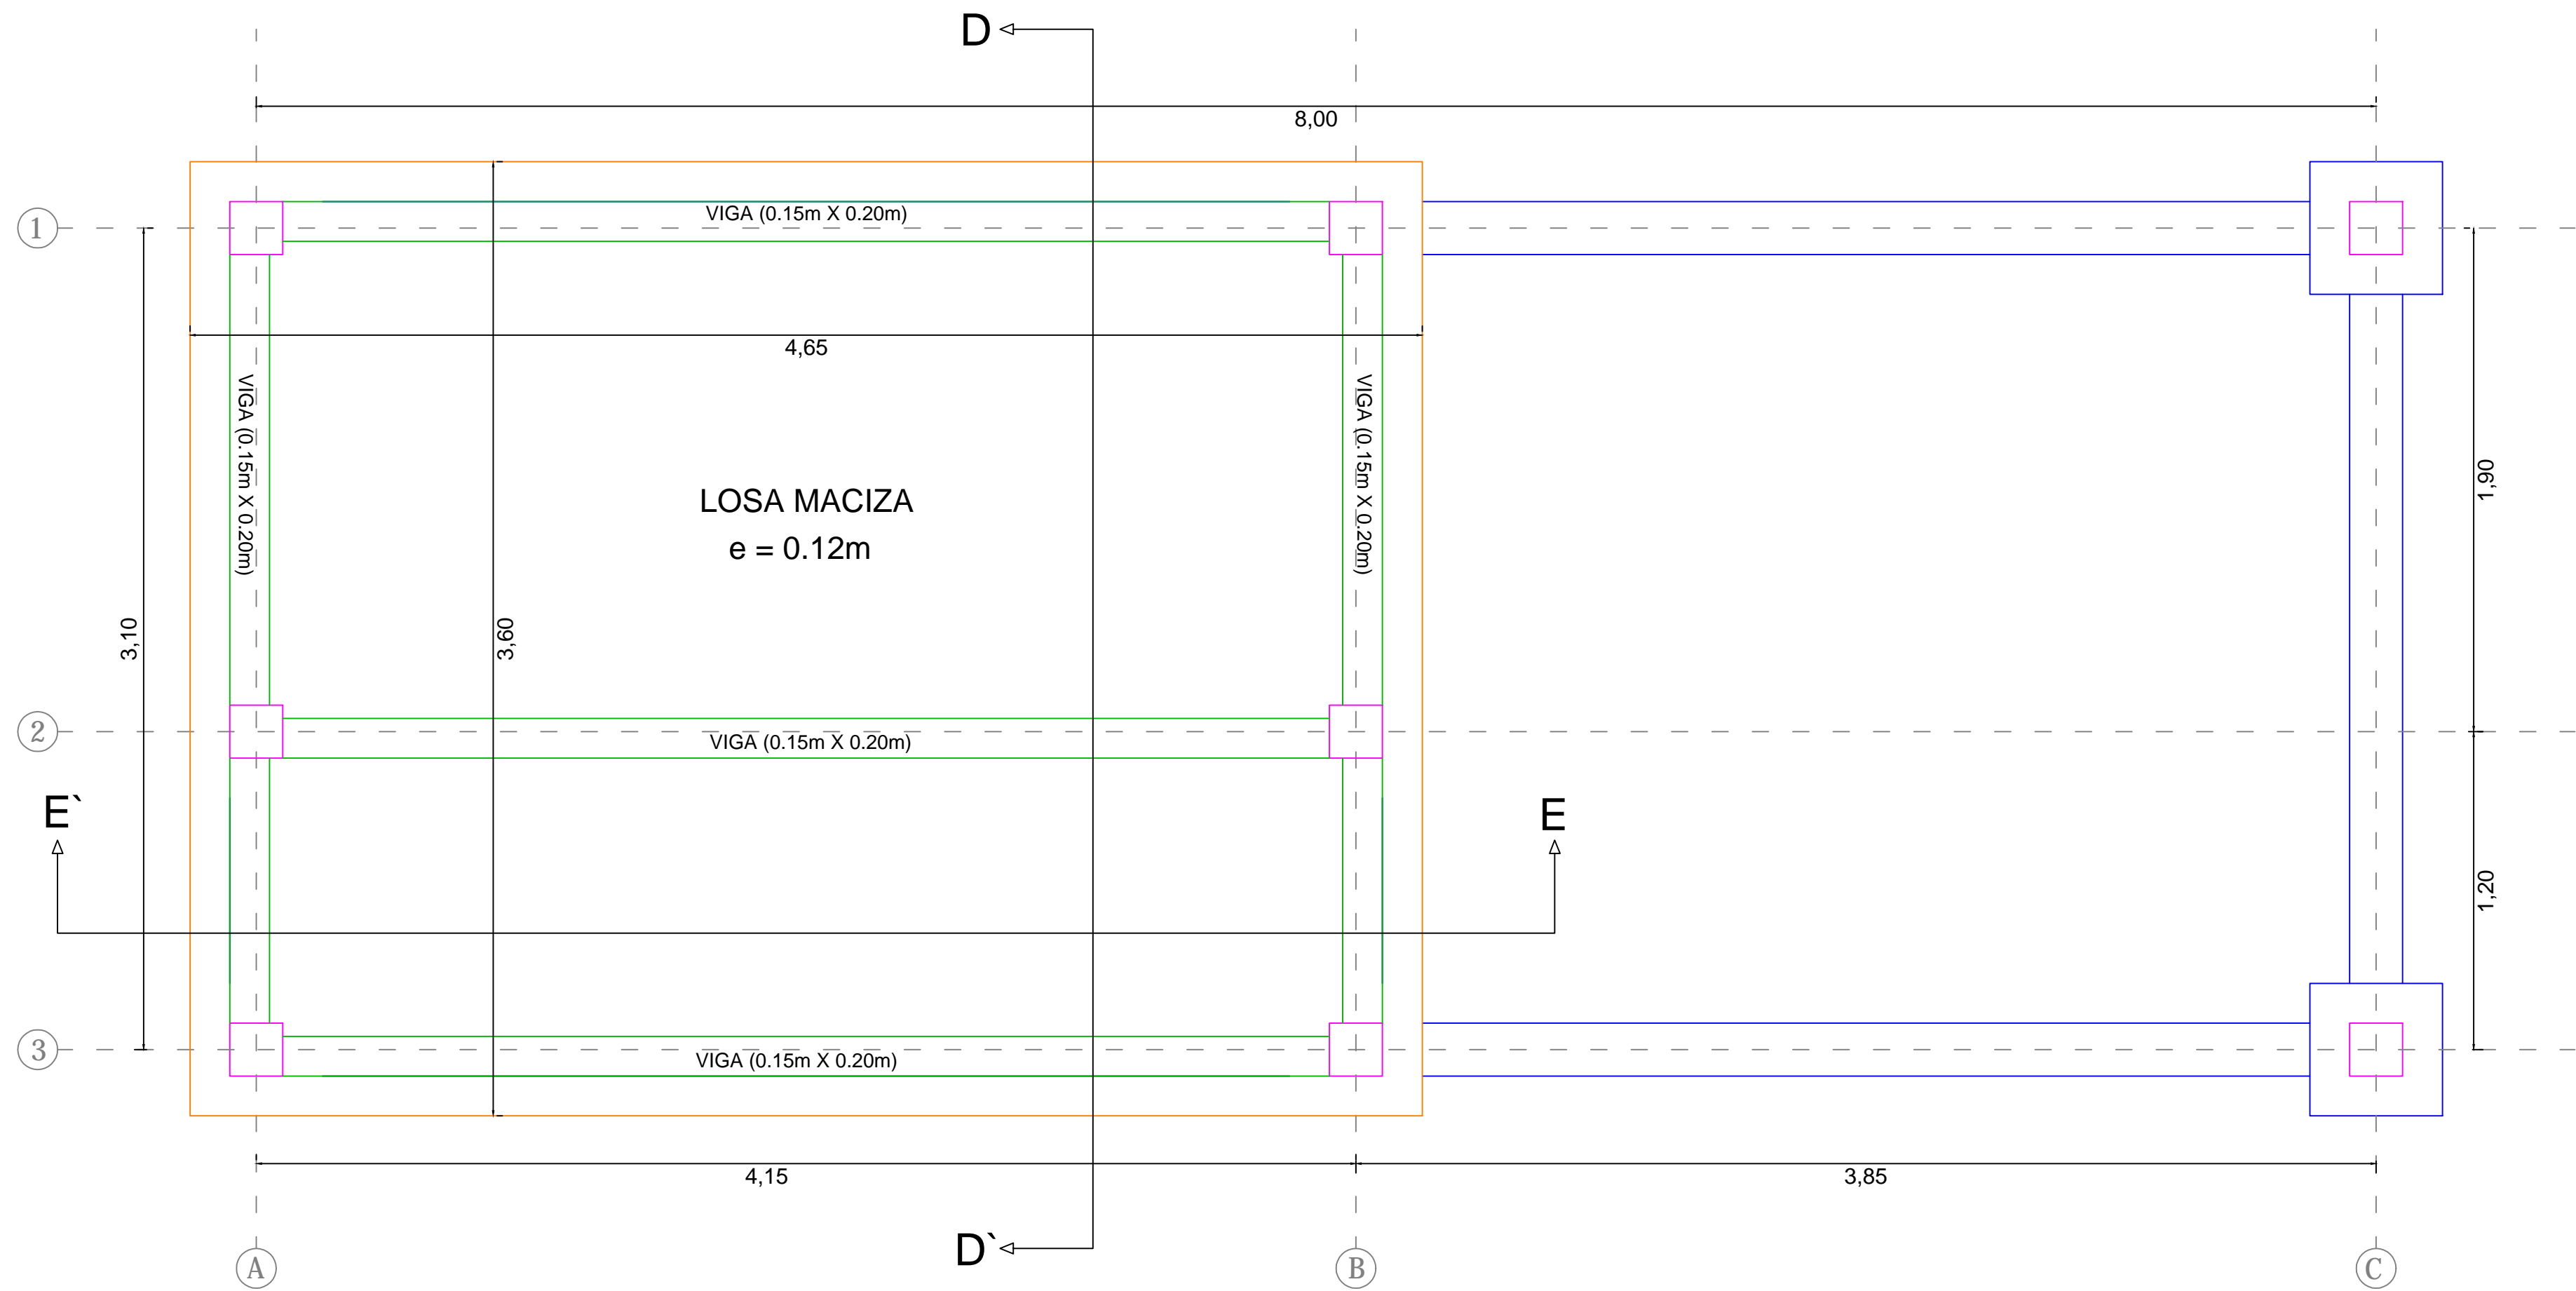 D
8,00
VIGA (0.15m X 0.20m)
1
4,65
VIGA (0.15m X 0.20m)
VIGA (0.15m X 0.20m)
LOSA MACIZA
e = 0.12m
1,90
3,10
3,60
2
VIGA (0.15m X 0.20m)
E`
E
1,20
3
VIGA (0.15m X 0.20m)
4,15
3,85
D`
A
B
C